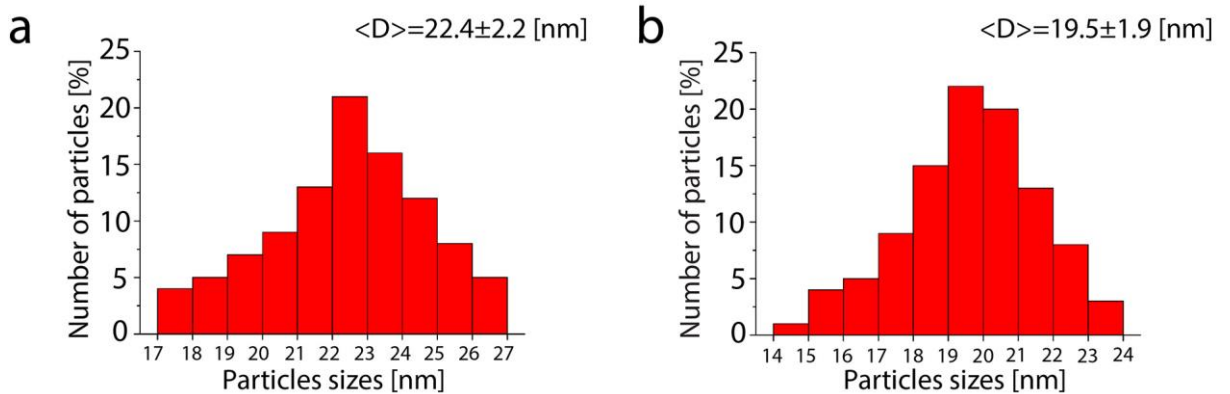 a
<D>=22.4±2.2 [nm]
Number of particles [%]
25
20
15
10
5
0
17 18 19 20 21 22 23 24 25 26 27
Particles sizes [nm]
b
<D>=19.5±1.9 [nm]
Number of particles [%]
25
20
15
10
5
0
14 15 16 17 18 19 20 21 22 23 24
Particles sizes [nm]